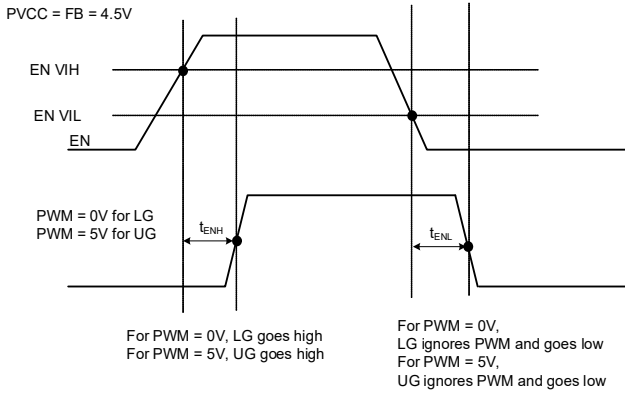 PVCC = FB = 4.5V
EN VIH
EN VIL
EN
PWM = 0V for LG
PWM = 5V for UG
tENH
tENL
For PWM = 0V, LG goes high
For PWM = 5V, UG goes high
For PWM = 0V,
LG ignores PWM and goes low
For PWM = 5V,
UG ignores PWM and goes low